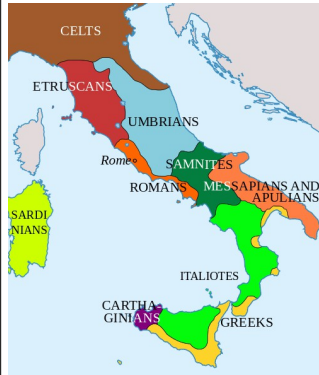 CELTS
ETRUSCANS
UMBRIANS
Rome
SAMNITES
ROMANS
MESSAPIANS AND
APULIANS
SARDI
NIANS
ITALIOTES
CARTHA-
GINIANS
GREEKS